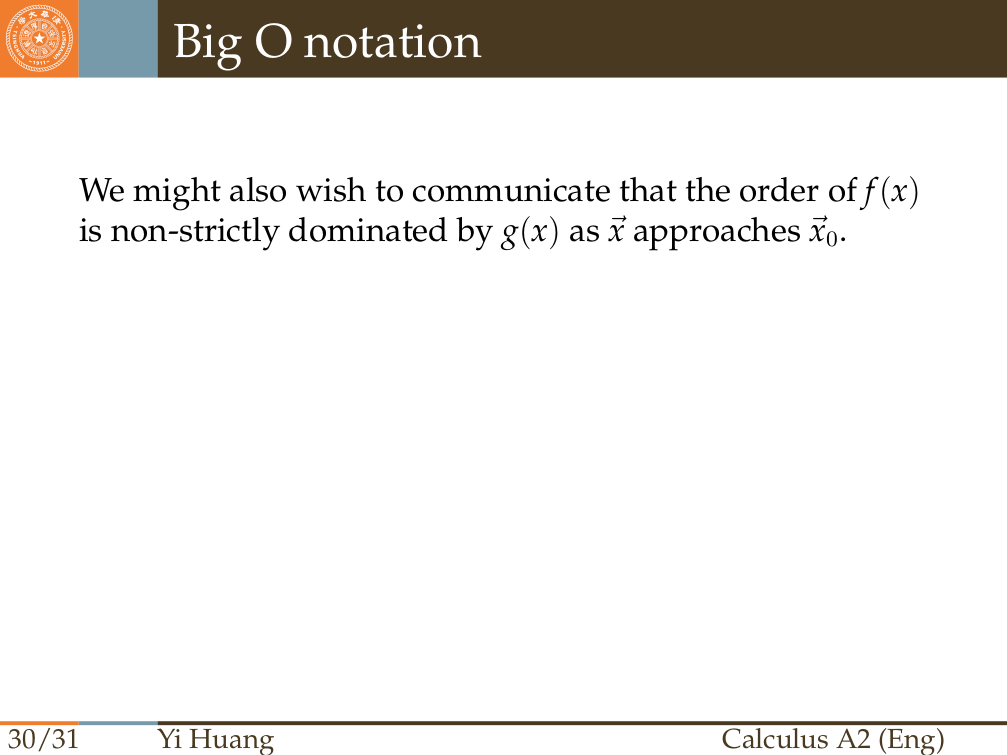 Big O notation
We might also wish to communicate that the order of f(x)
is non-strictly dominated by g(x) as x⃗ approaches x⃗₀.
30/31 Yi Huang Calculus A2 (Eng)